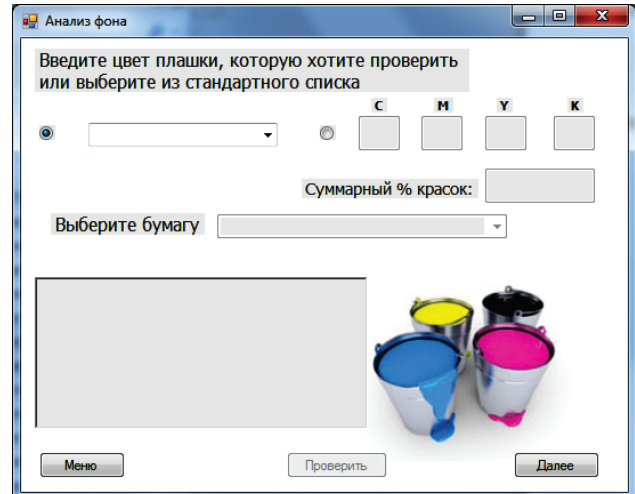 Анализ фона
Введите цвет плашки, которую хотите проверить
или выберите из стандартного списка
C M Y K
Суммарный % красок:
Выберите бумагу
Меню Проверить Далее